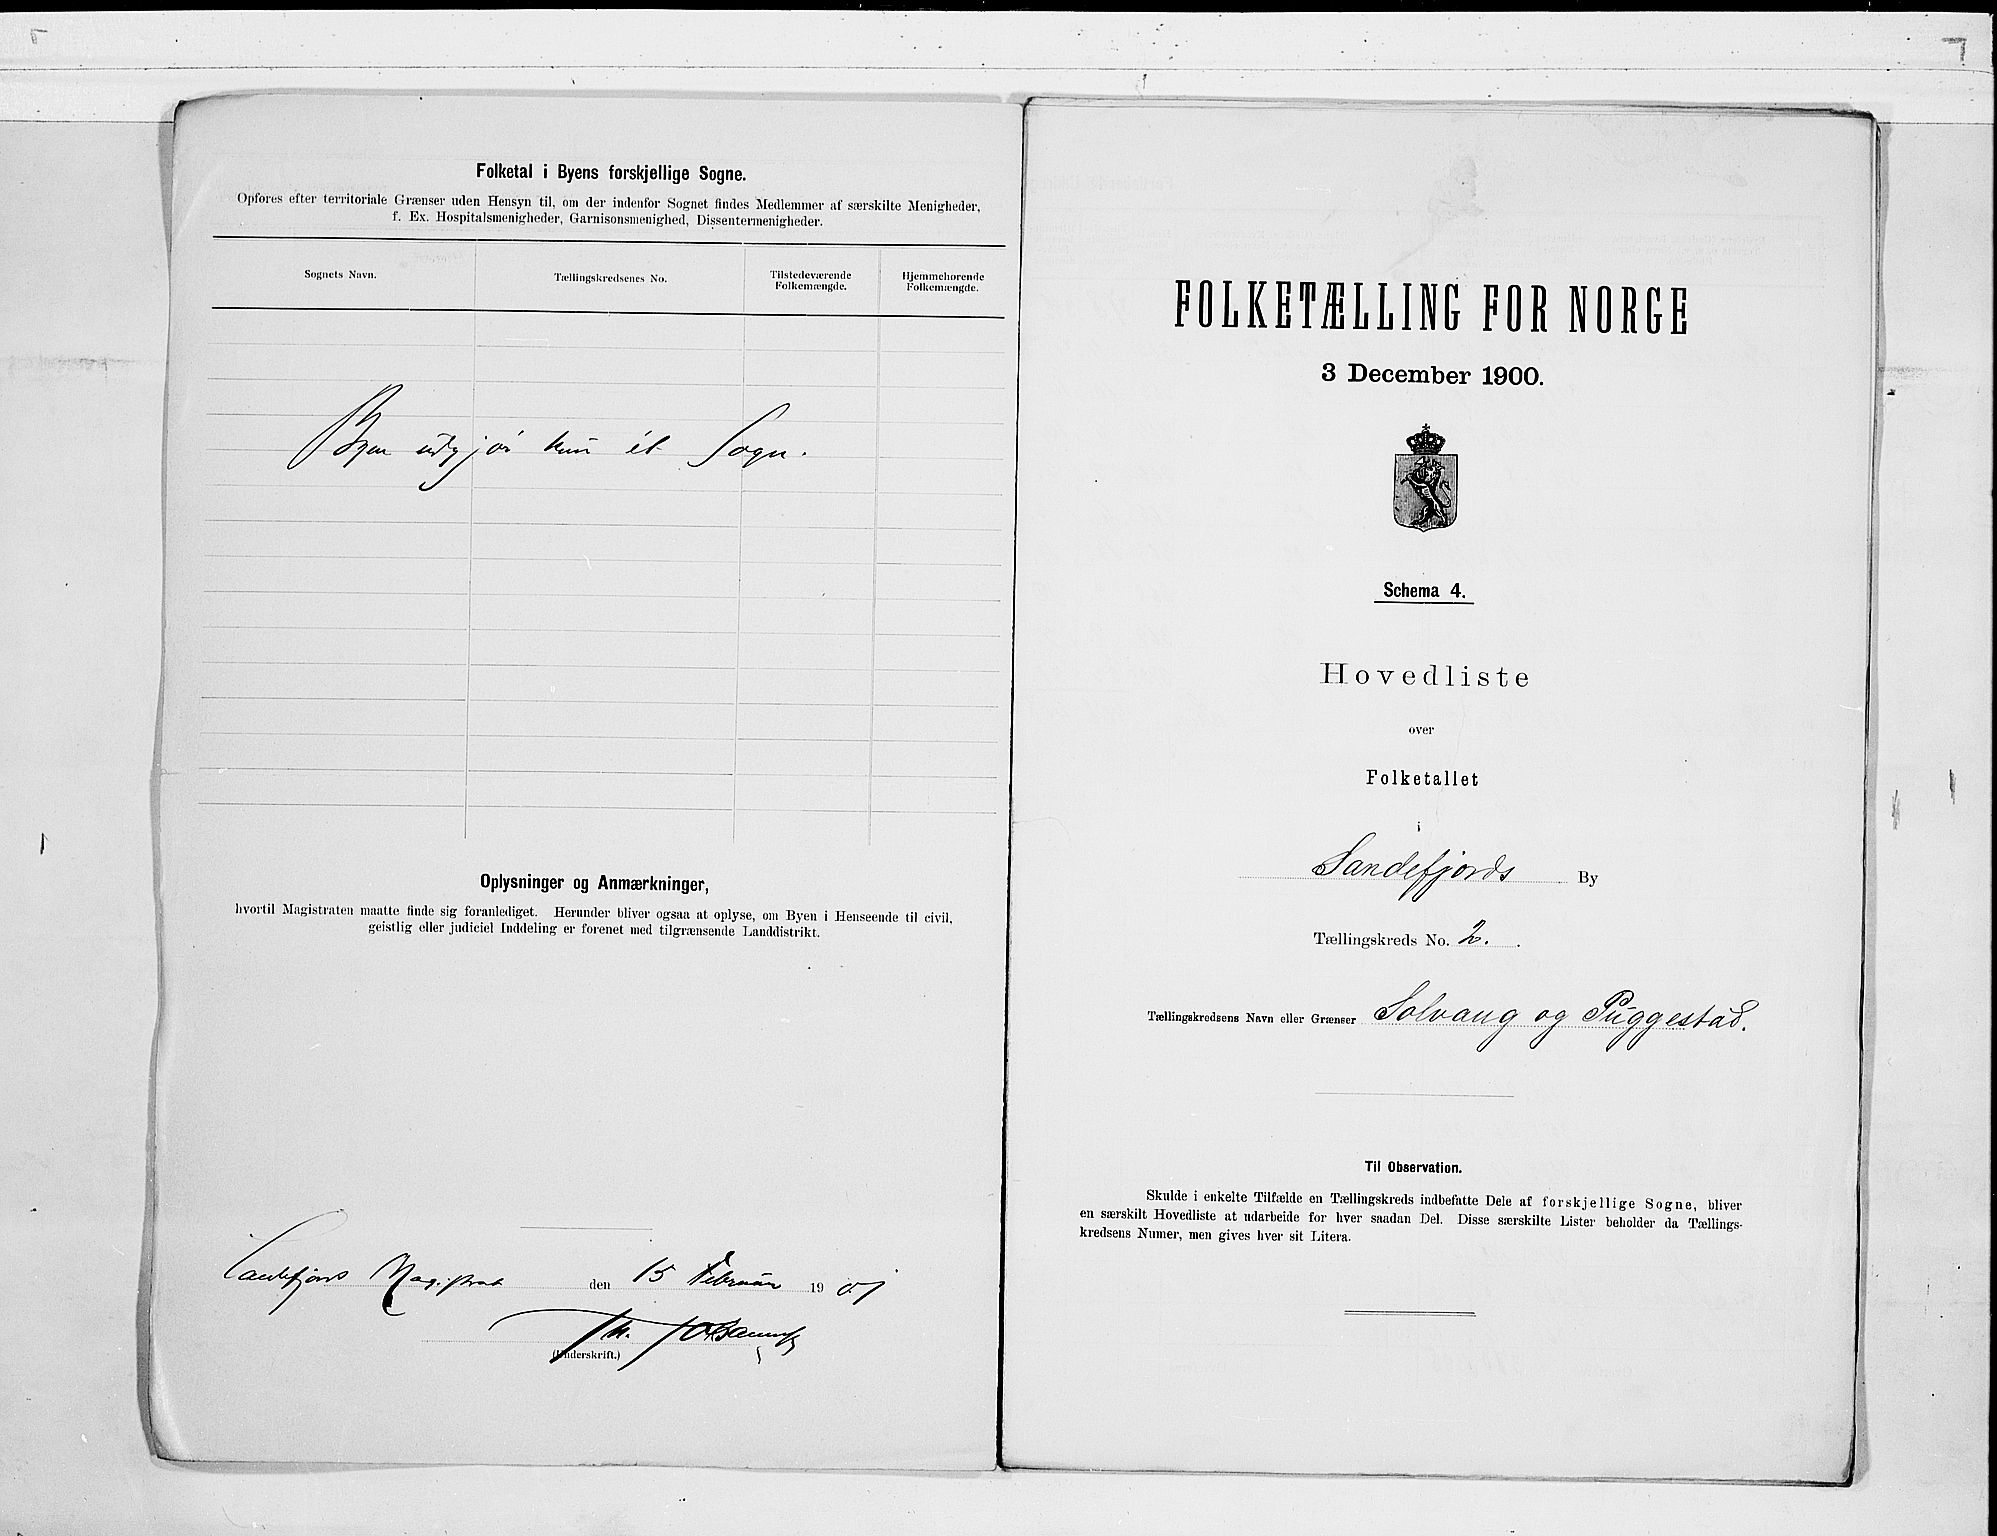 Folketal i Byens forskjellige Sogne.
Opføres efter territoriale Grænser uden Hensyn til, om der indenfor Sognet findes Medlemmer af særskilte Menigheder,
f. Ex. Hospitalsmenigheder, Garnisonsmenighed, Dissentermenigheder.
Sognets Navn.
Tællingskredsenes No.
Tilstedeværende
Folkemængde.
Hjemmehørende
Folkemængde.
Byen udgjør kun ét Sogn.
Oplysninger og Anmærkninger,
hvortil Magistraten maatte finde sig foranlediget. Herunder bliver ogsaa at oplyse, om Byen i Henseende til civil,
geistlig eller judiciel Inddeling er forenet med tilgrænsende Landdistrikt.
Sandefjords Magistrat den 15 Februar 1901
Th.
(Underskrift.)
FOLKETÆLLING FOR NORGE
3 December 1900.
Schema 4.
Hovedliste
over
Folketallet
i
Sandefjords By
Tællingskreds No. 2.
Tællingskredsens Navn eller Grænser Solvang og Puggestad.
Til Observation.
Skulde i enkelte Tilfælde en Tællingskreds indbefatte Dele af forskjellige Sogne, bliver
en særskilt Hovedliste at udarbeide for hver saadan Del. Disse særskilte Lister beholder da Tællings-
kredsens Numer, men gives hver sit Litera.